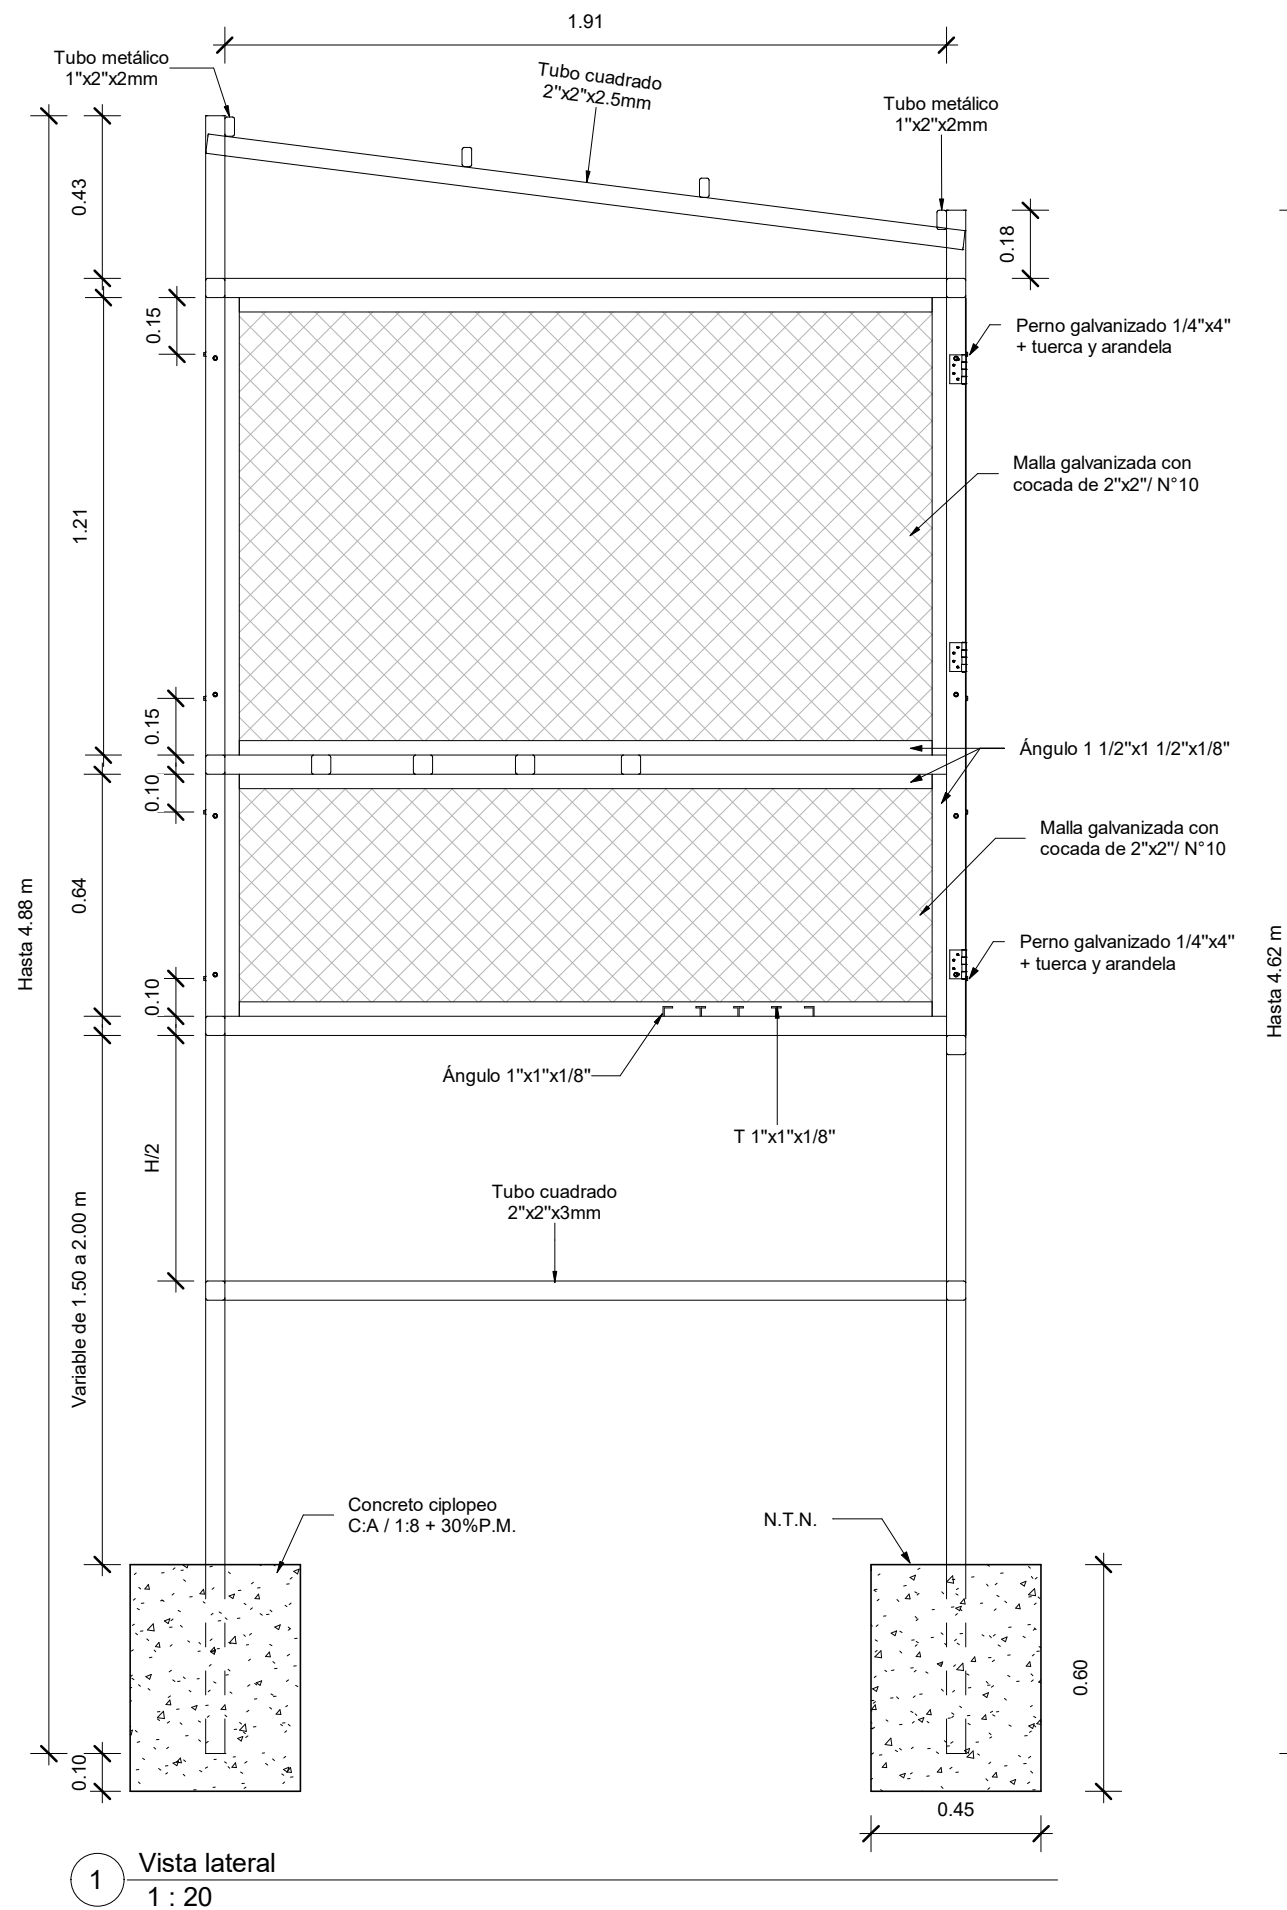 1.91
Tubo metálico
1"x2"x2mm
Tubo cuadrado
2"x2"x2.5mm
Tubo metálico
1"x2"x2mm
0.43
0.18
0.15
Perno galvanizado 1/4"x4"
+ tuerca y arandela
Malla galvanizada con
cocada de 2"x2"/ N°10
1.21
0.15
Ángulo 1 1/2"x1 1/2"x1/8"
0.10
Malla galvanizada con
cocada de 2"x2"/ N°10
0.64
Hasta 4.88 m
Perno galvanizado 1/4"x4"
+ tuerca y arandela
Hasta 4.62 m
0.10
Ángulo 1"x1"x1/8"
T 1"x1"x1/8"
H/2
Tubo cuadrado
2"x2"x3mm
Variable de 1.50 a 2.00 m
Concreto ciplopeo
C:A / 1:8 + 30%P.M.
N.T.N.
0.60
0.10
0.45
1
Vista lateral
1 : 20